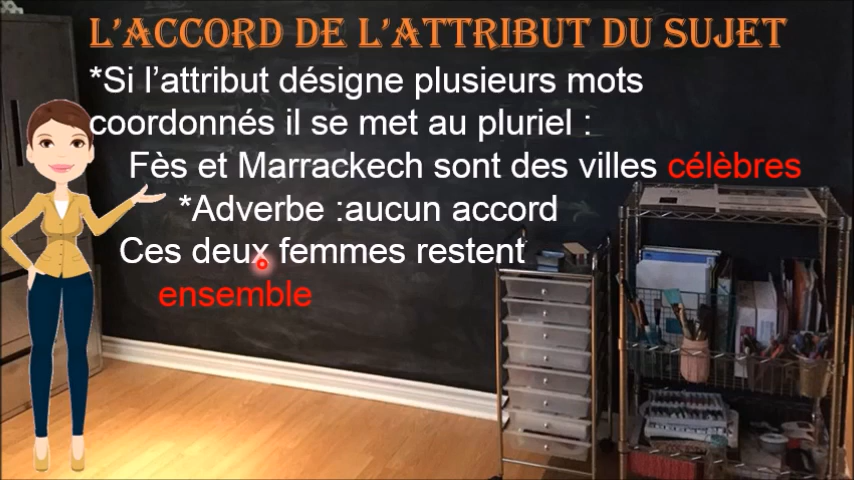 L'ACCORD DE L'ATTRIBUT DU SUJET
*Si l'attribut désigne plusieurs mots
coordonnés il se met au pluriel :
Fès et Marrackech sont des villes célèbres
*Adverbe :aucun accord
Ces deux femmes restent
ensemble